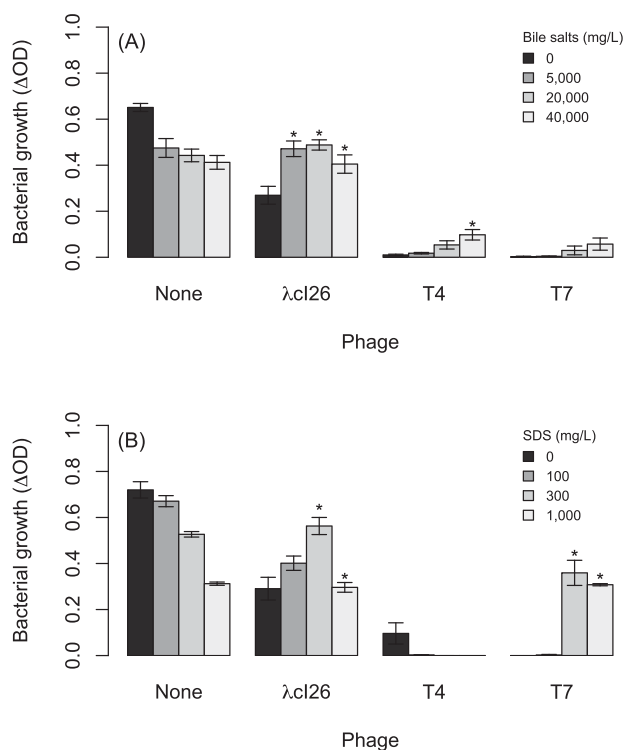 (A)
Bacterial growth (ΔOD)
1.0
0.8
0.6
0.4
0.2
0.0
Bile salts (mg/L)
0
5,000
20,000
40,000
* * *
*
None λcI26 T4 T7
Phage
(B)
Bacterial growth (ΔOD)
1.0
0.8
0.6
0.4
0.2
0.0
SDS (mg/L)
0
100
300
1,000
* *
* *
None λcI26 T4 T7
Phage